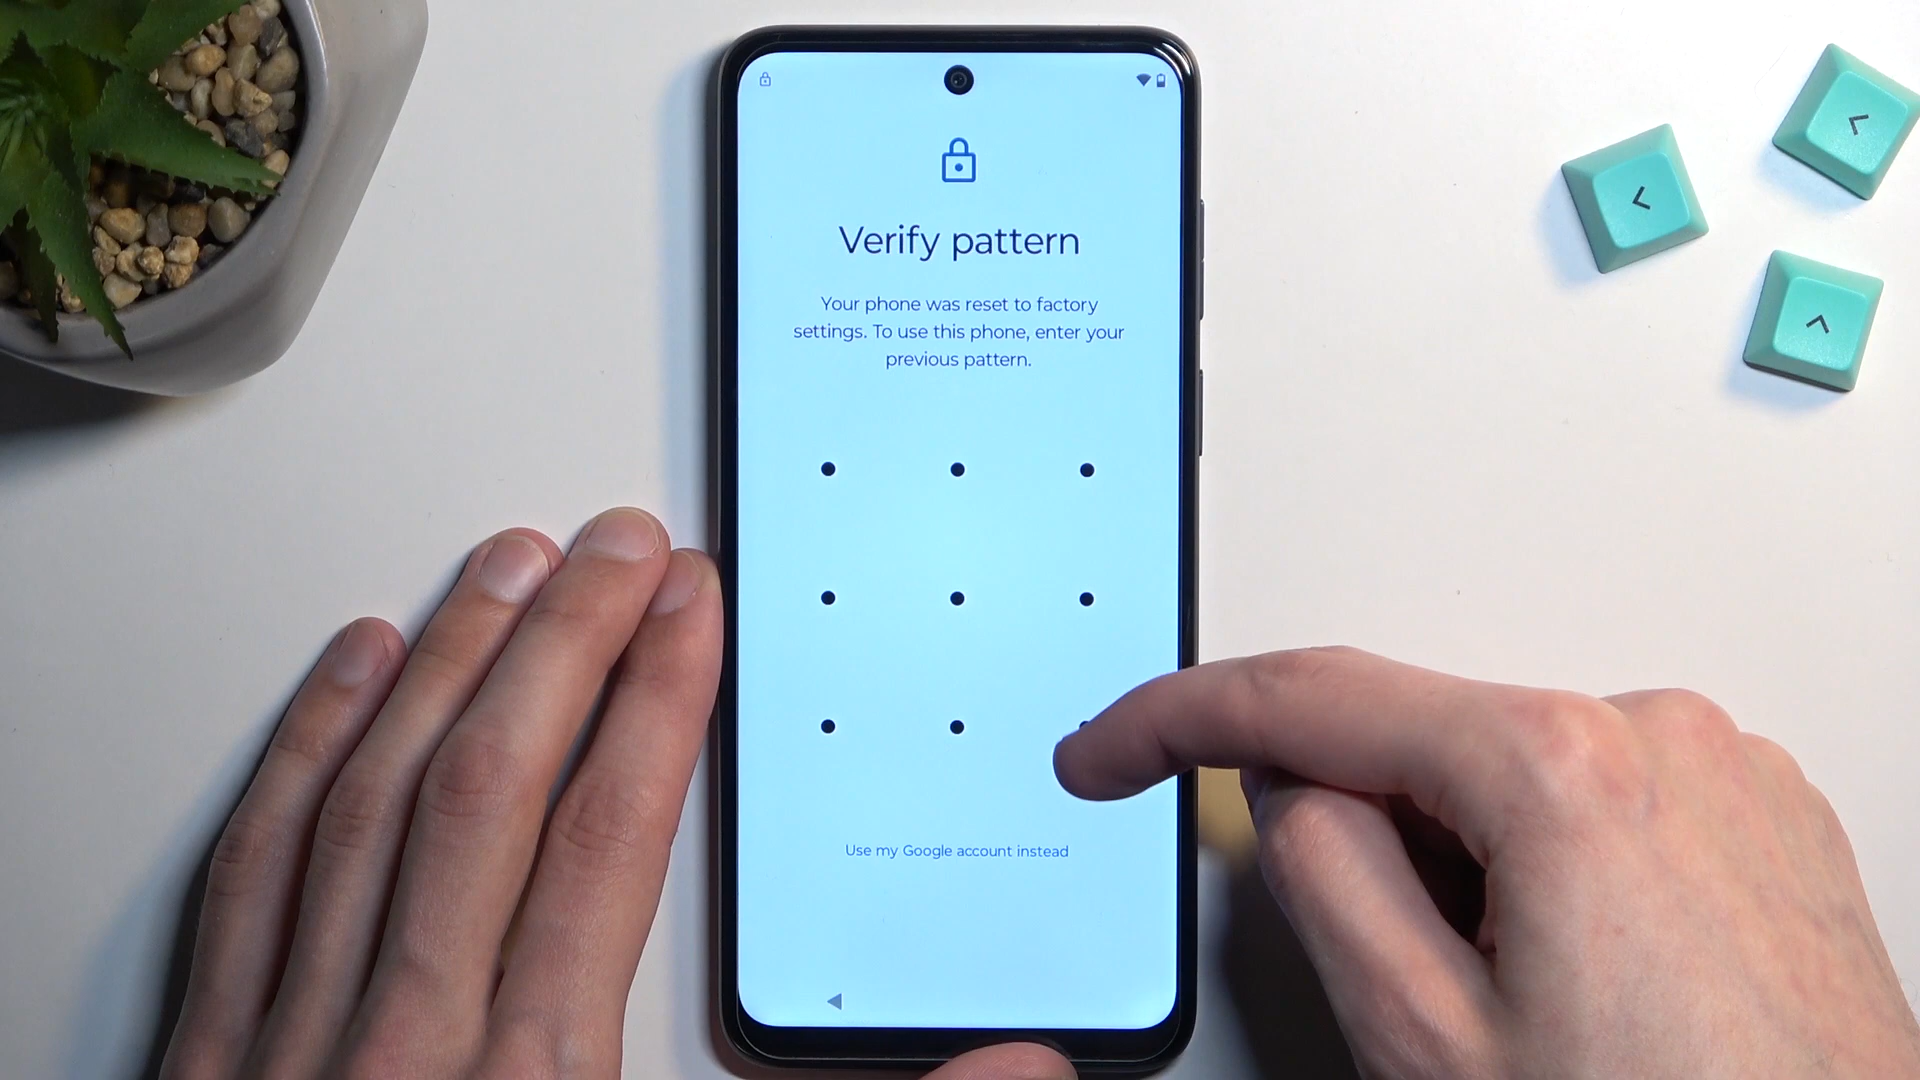 Verify pattern
Your phone was reset to factory
settings. To use this phone, enter your
previous pattern.
Use my Google account instead